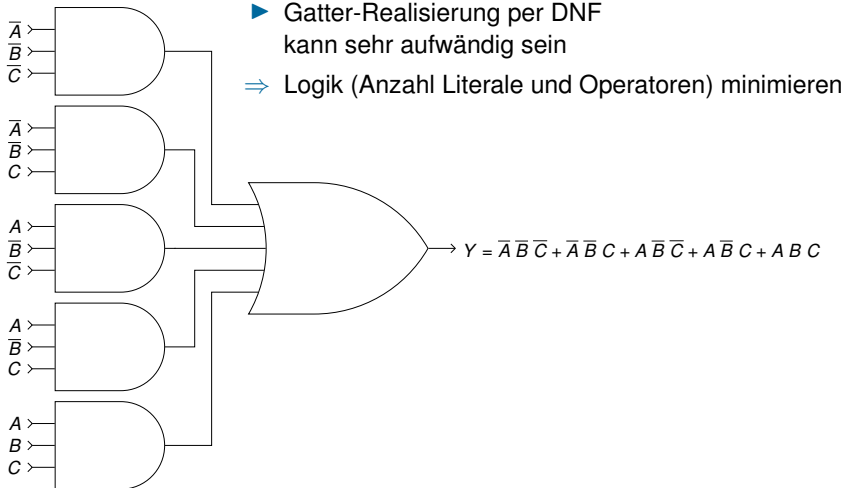 ▶ Gatter-Realisierung per DNF
kann sehr aufwändig sein
⇒ Logik (Anzahl Literale und Operatoren) minimieren
A̅
B̅
C̅
A̅
B̅
C
A
B̅
C̅
A
B̅
C
A
B
C
Y = A̅ B̅ C̅ + A̅ B̅ C + A B̅ C̅ + A B̅ C + A B C